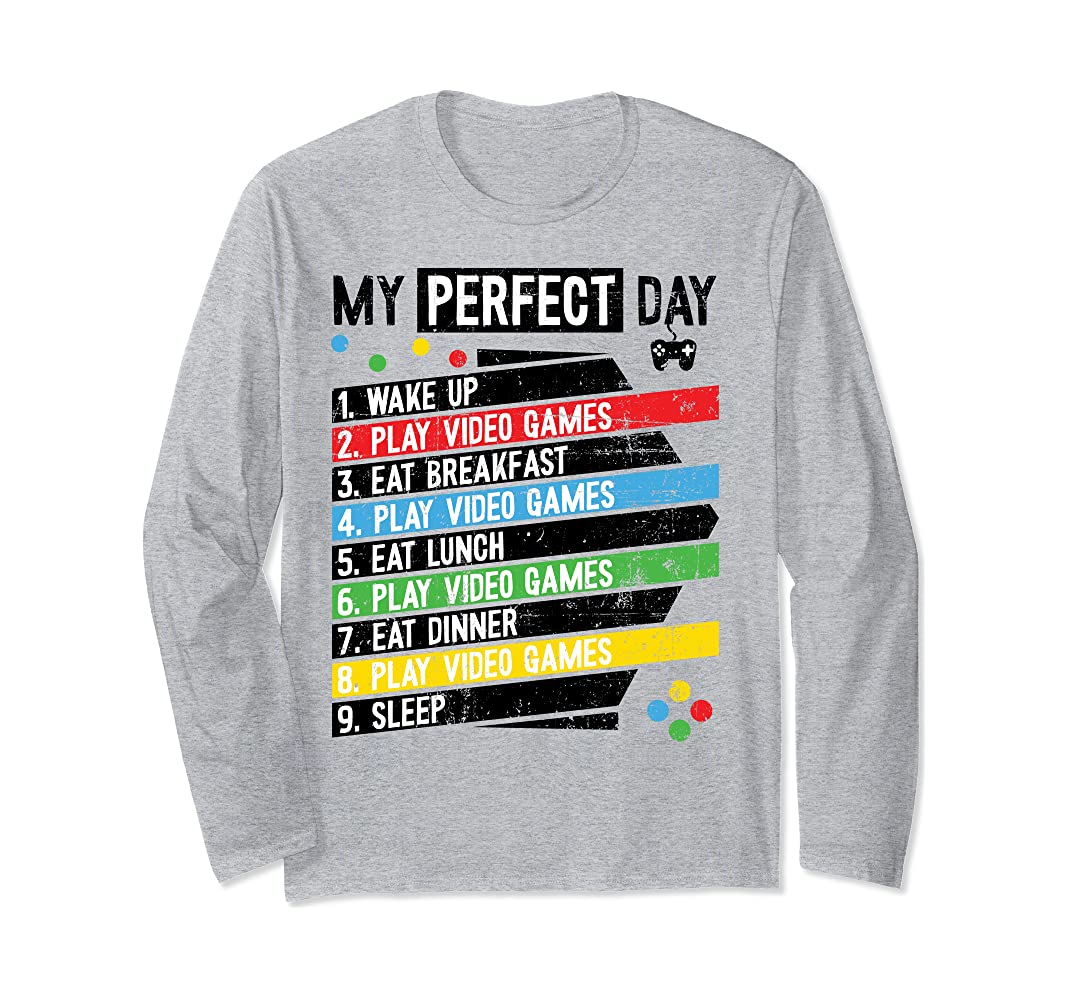 MY PERFECT DAY
1. WAKE UP
2. PLAY VIDEO GAMES
3. EAT BREAKFAST
4. PLAY VIDEO GAMES
5. EAT LUNCH
6. PLAY VIDEO GAMES
7. EAT DINNER
8. PLAY VIDEO GAMES
9. SLEEP